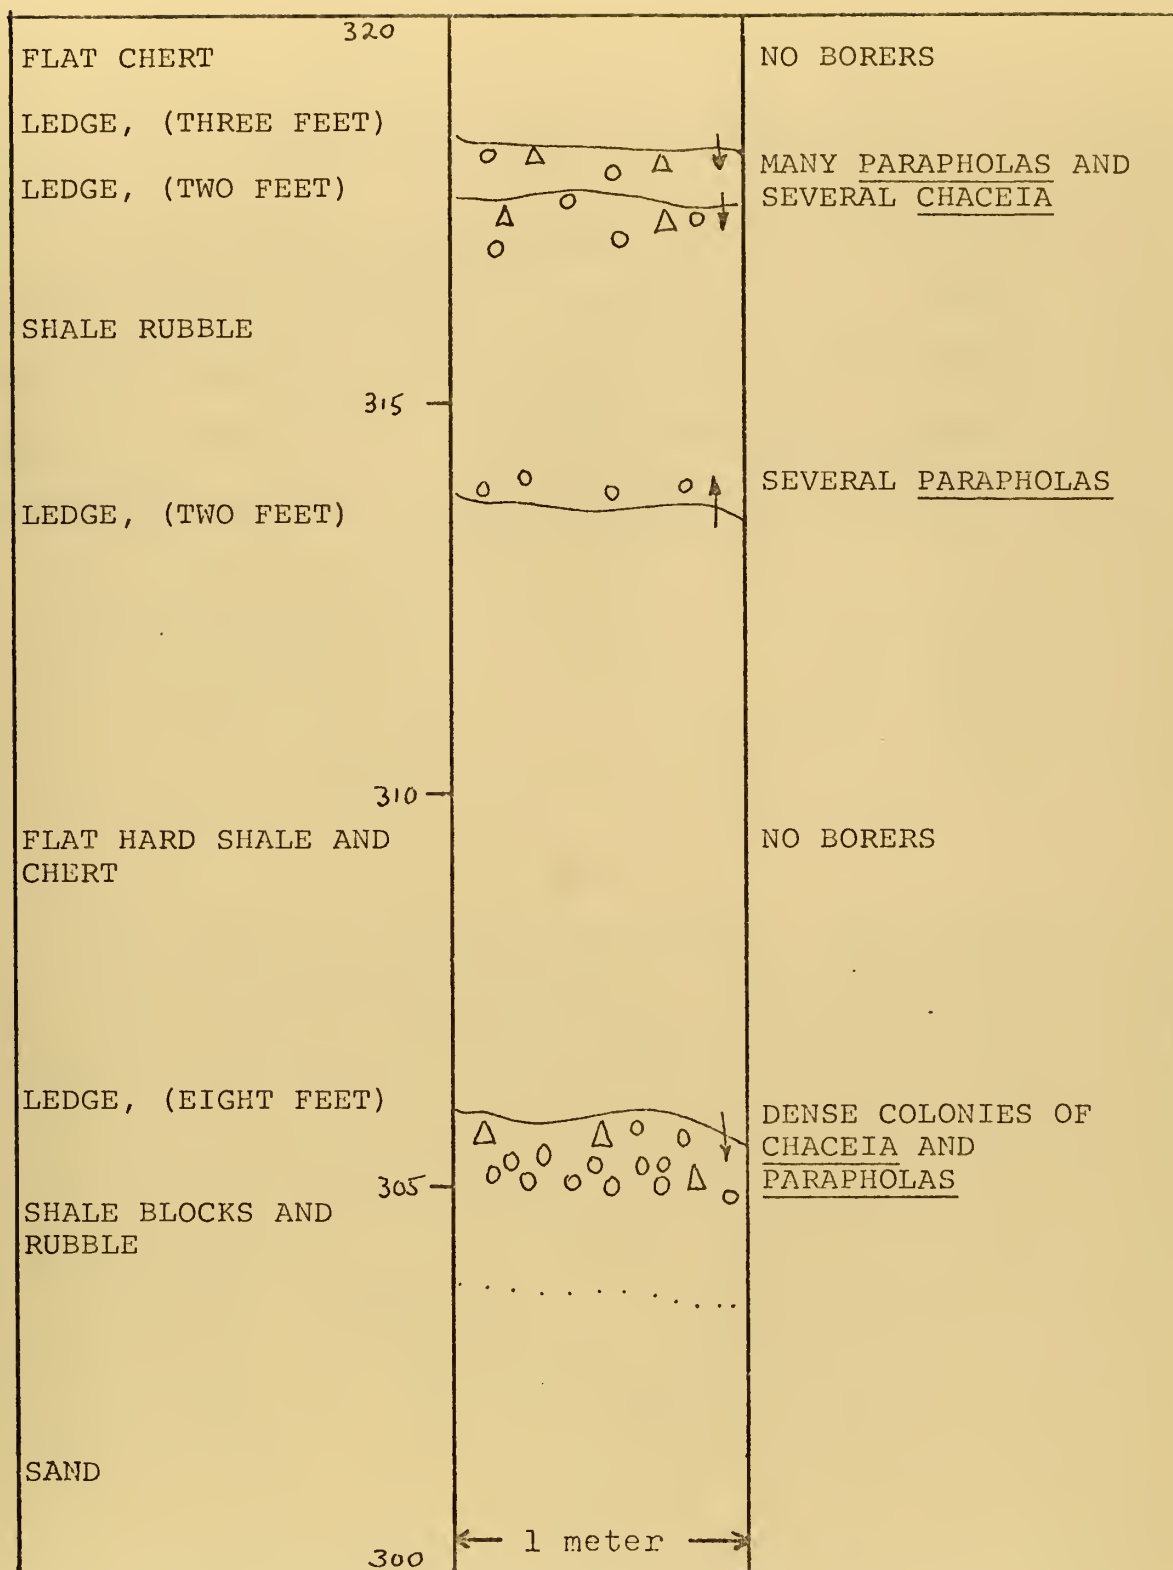 320
FLAT CHERT
NO BORERS
LEDGE, (THREE FEET)
MANY PARAPHOLAS AND
SEVERAL CHACEIA
LEDGE, (TWO FEET)
SHALE RUBBLE
315
SEVERAL PARAPHOLAS
LEDGE, (TWO FEET)
310
FLAT HARD SHALE AND
CHERT
NO BORERS
LEDGE, (EIGHT FEET)
DENSE COLONIES OF
CHACEIA AND
PARAPHOLAS
305
SHALE BLOCKS AND
RUBBLE
SAND
1 meter
300